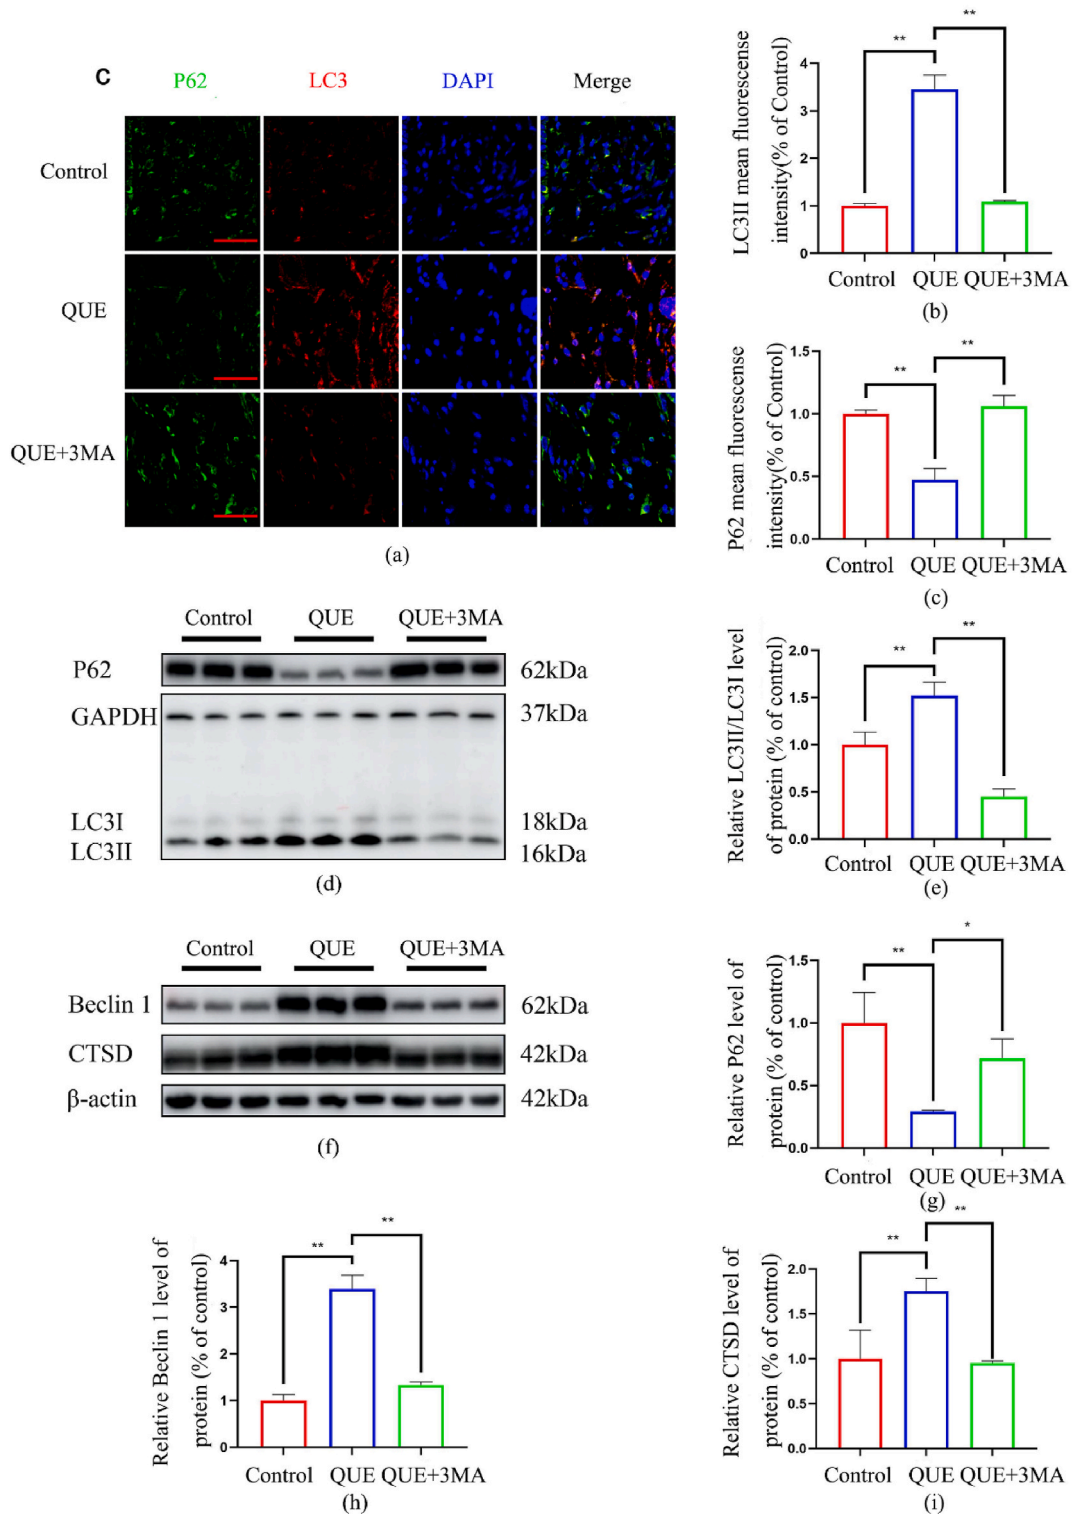 C
P62 LC3 DAPI Merge
Control
QUE
QUE+3MA
(a)
LC3II mean fluorescense
intensity(% of Control)
4
3
2
1
0
** **
Control QUE QUE+3MA
(b)
P62 mean fluorescense
intensity(% of Control)
1.5
1.0
0.5
0.0
** **
Control QUE QUE+3MA
(c)
Control QUE QUE+3MA
P62 62kDa
GAPDH 37kDa
LC3I 18kDa
LC3II 16kDa
(d)
Relative LC3II/LC3I level
of protein (% of control)
2.0
1.5
1.0
0.5
0.0
** **
Control QUE QUE+3MA
(e)
Control QUE QUE+3MA
Beclin 1 62kDa
CTSD 42kDa
β-actin 42kDa
(f)
Relative P62 level of
protein (% of control)
1.5
1.0
0.5
0.0
** *
Control QUE QUE+3MA
(g)
Relative Beclin 1 level of
protein (% of control)
4
3
2
1
0
** **
Control QUE QUE+3MA
(h)
Relative CTSD level of
protein (% of control)
2.0
1.5
1.0
0.5
0.0
** **
Control QUE QUE+3MA
(i)